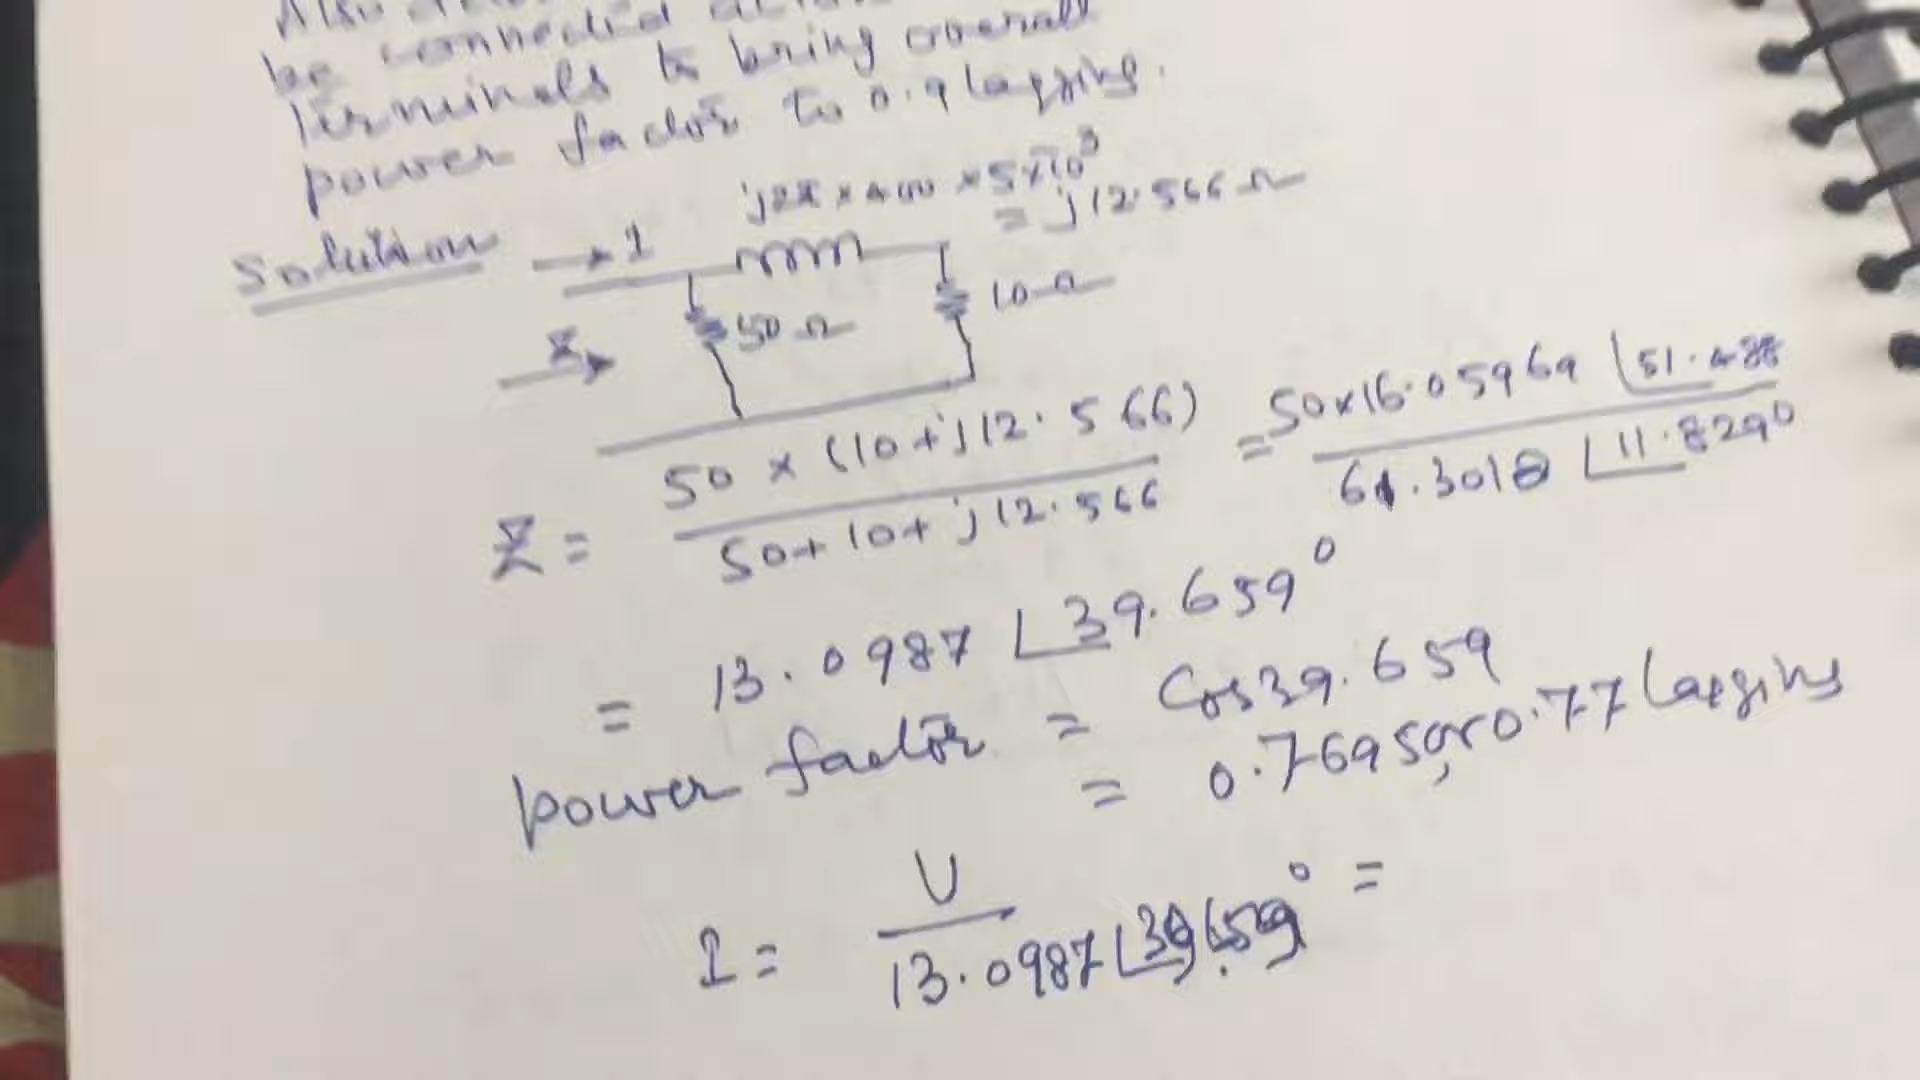 Also
be connected
terminals to bring overall
power factor to 0.9 lagging.
j2π × 400 × 5×10³
= j12.566 Ω
Solution
I
50 Ω
10 Ω
Z
Z = 50 × (10 + j12.566) / 50 + 10 + j12.566 = 50×16.05969 ∠51.488 / 61.3018 ∠11.829°
= 13.0987 ∠39.659°
power factor = Cos39.659
= 0.7695, or 0.77 lagging
I = V / 13.0987 ∠39.659° =